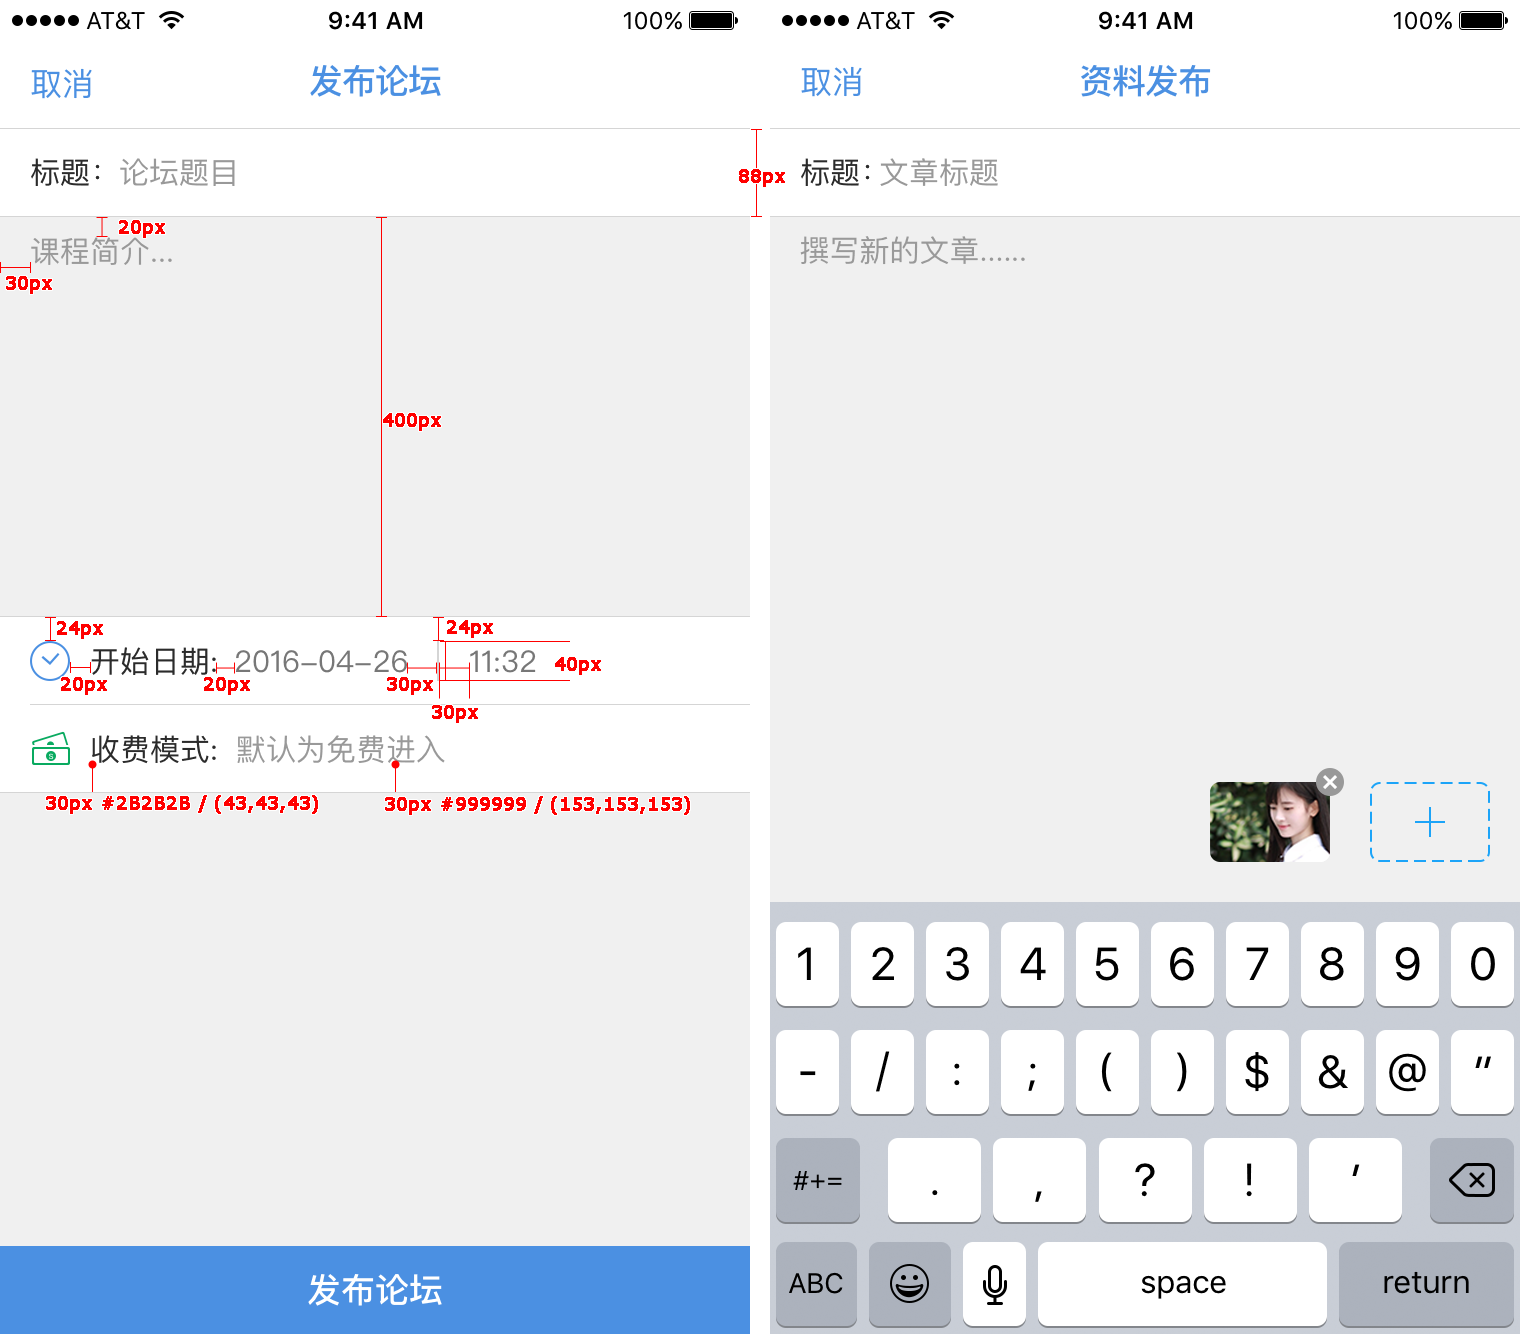 AT&T 9:41 AM 100%
取消 发布论坛
标题： 论坛题目
20px
课程简介...
30px
400px
24px 24px
开始日期: 2016-04-26 11:32 40px
20px 20px 30px
30px
收费模式: 默认为免费进入
30px #2B2B2B / (43,43,43) 30px #999999 / (153,153,153)
发布论坛
88px
AT&T 9:41 AM 100%
取消 资料发布
标题: 文章标题
撰写新的文章......
1 2 3 4 5 6 7 8 9 0
- / : ; ( ) $ & @ “
#+= . , ? ! ‘
ABC space return